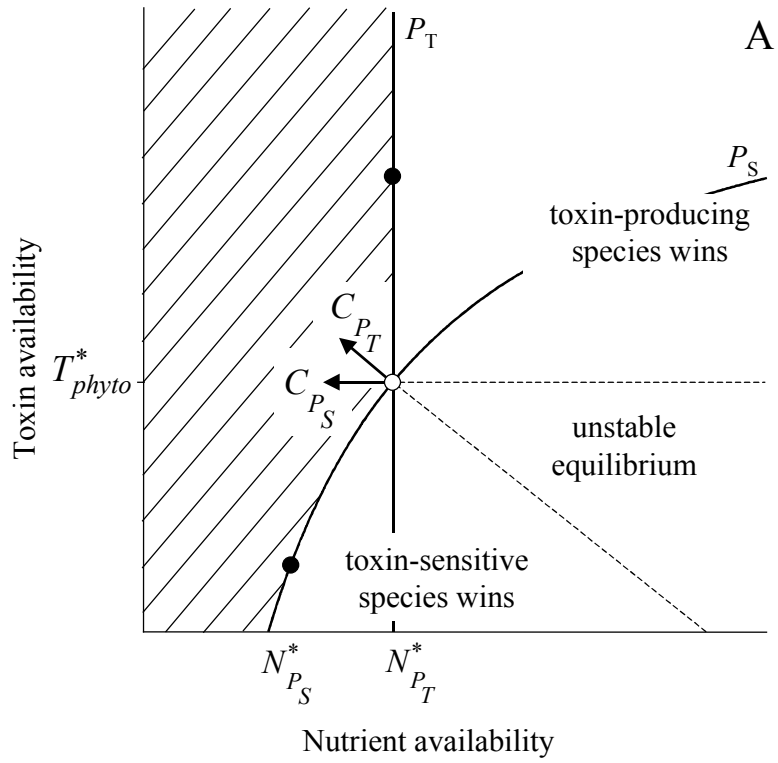 A
P_T
P_S
toxin-producing
species wins
C_{P_T}
T^*_{phyto}
C_{P_S}
Toxin availability
unstable
equilibrium
toxin-sensitive
species wins
N^*_{P_S}
N^*_{P_T}
Nutrient availability